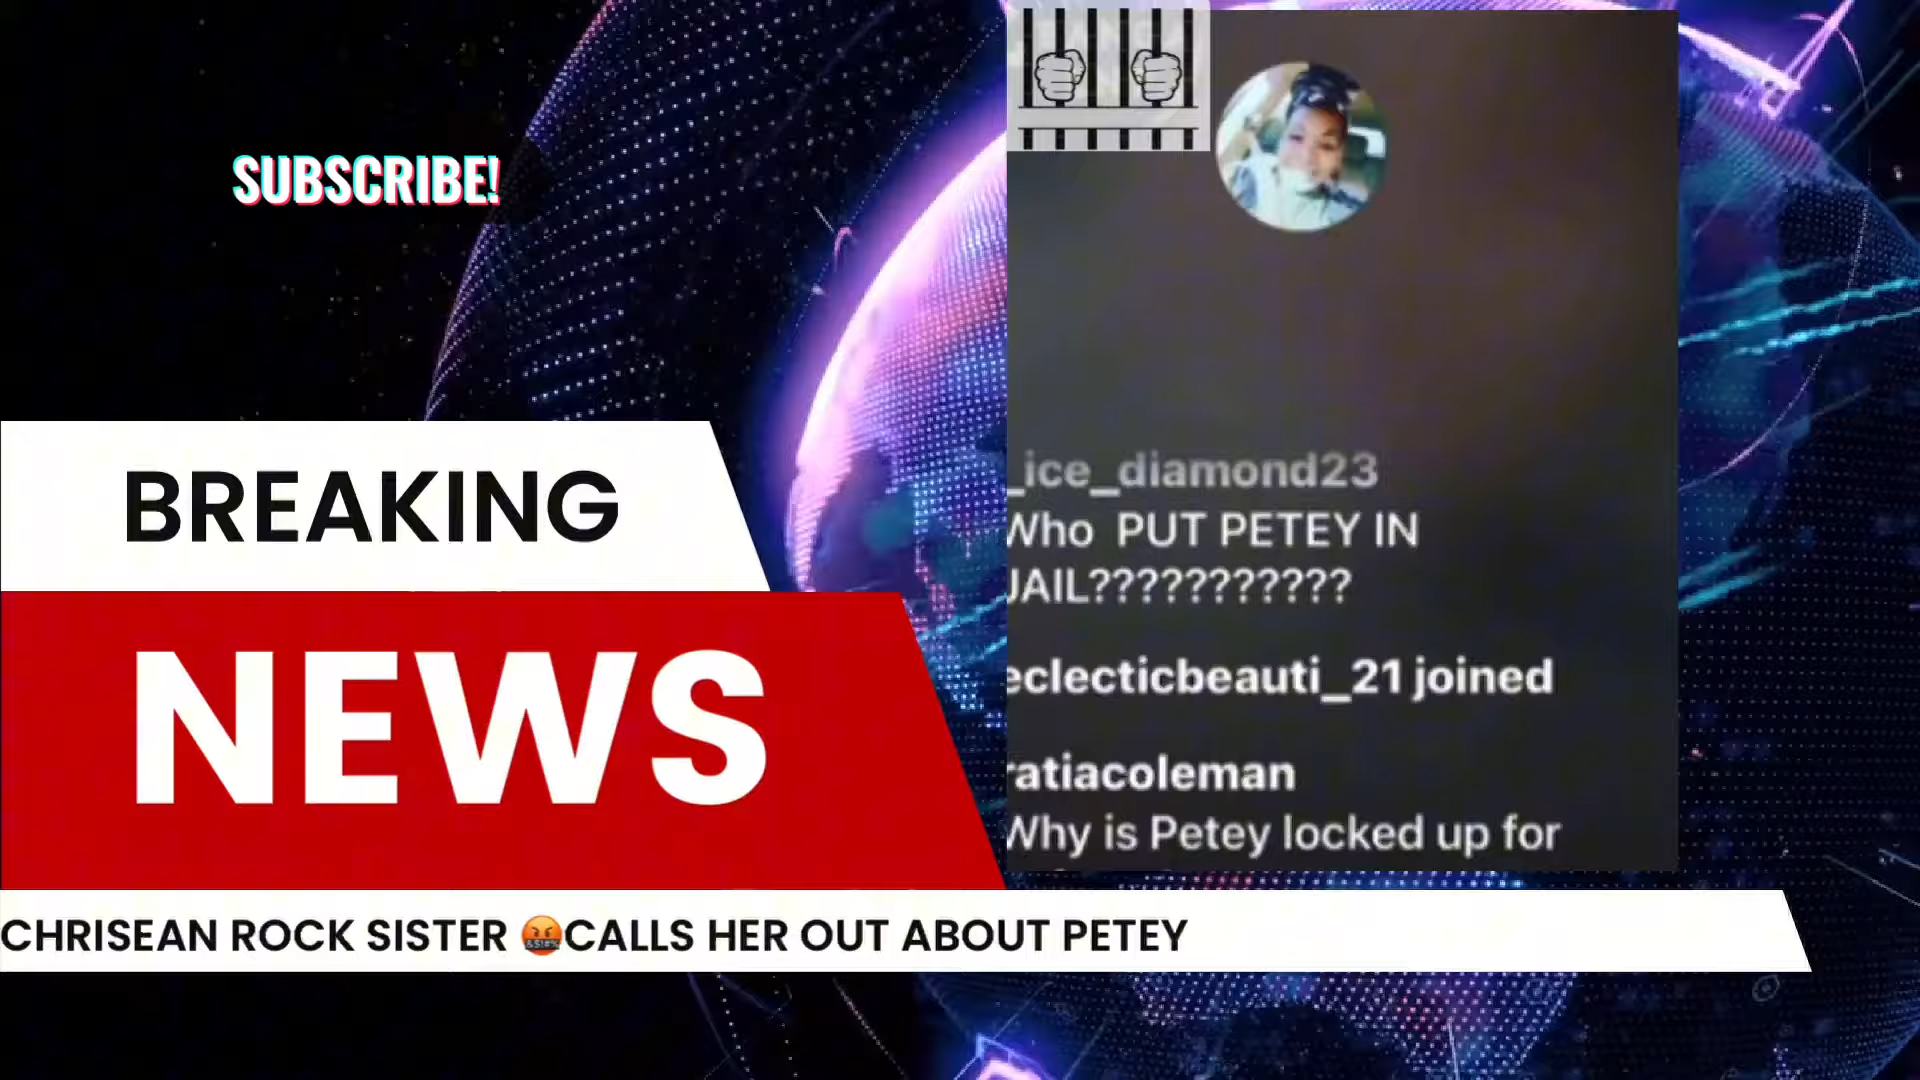 SUBSCRIBE!
BREAKING
NEWS
_ice_diamond23
Who PUT PETEY IN
JAIL???????????
eclecticbeauti_21 joined
ratiacoleman
Why is Petey locked up for
CHRISEAN ROCK SISTER 🤬CALLS HER OUT ABOUT PETEY